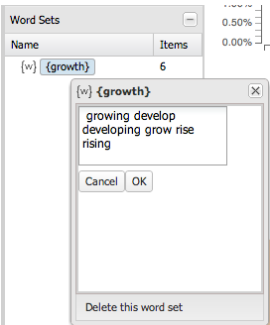 Word Sets
0.50%
Name Items
0.00%
{w} {growth} 6
{w} {growth}
growing develop
developing grow rise
rising
Cancel OK
Delete this word set